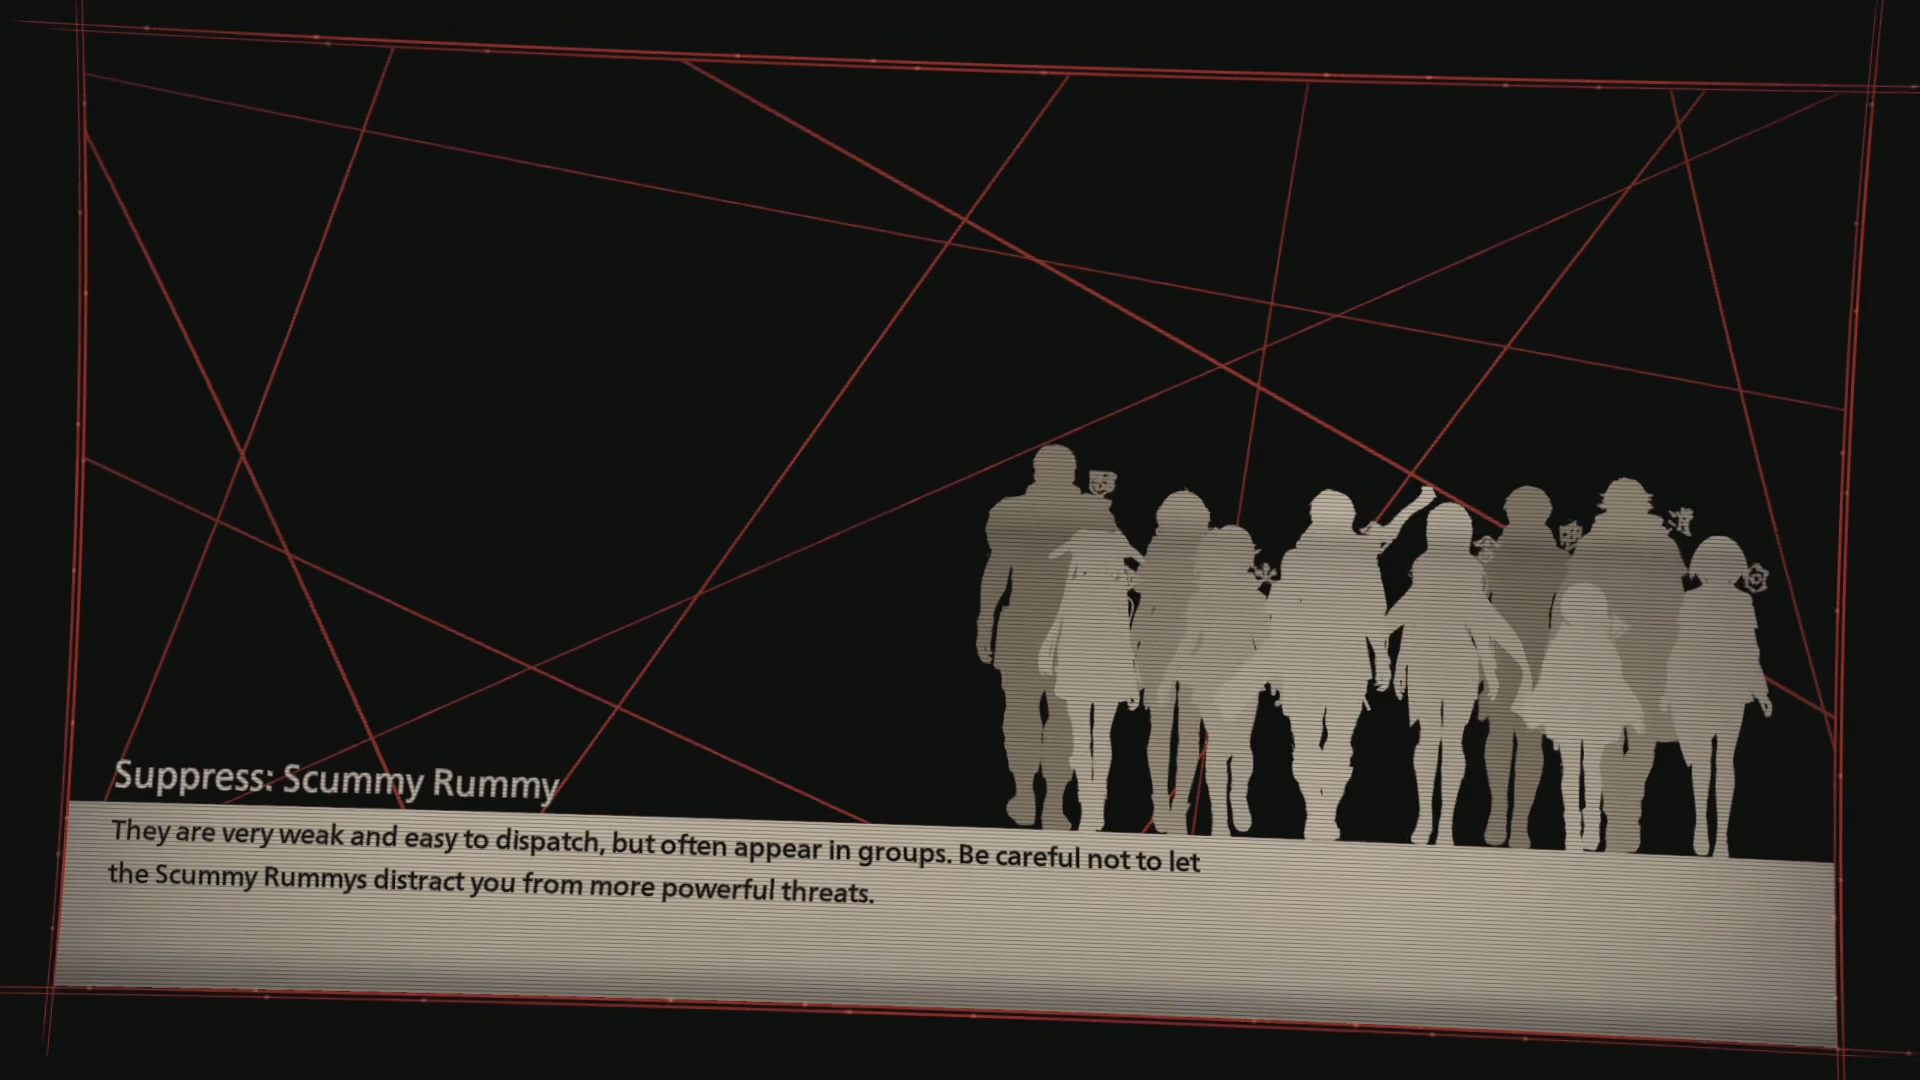 Suppress: Scummy Rummy
They are very weak and easy to dispatch, but often appear in groups. Be careful not to let
the Scummy Rummys distract you from more powerful threats.